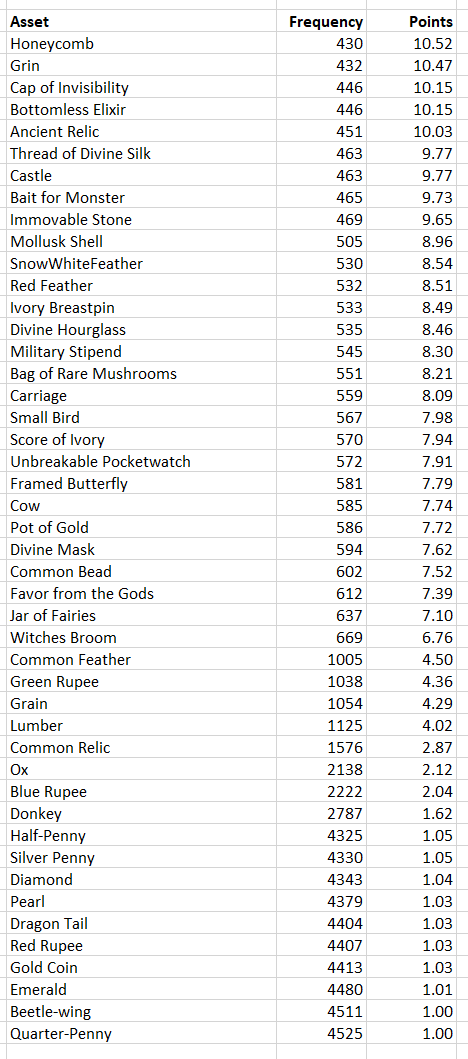 Asset Frequency Points
Honeycomb 430 10.52
Grin 432 10.47
Cap of Invisibility 446 10.15
Bottomless Elixir 446 10.15
Ancient Relic 451 10.03
Thread of Divine Silk 463 9.77
Castle 463 9.77
Bait for Monster 465 9.73
Immovable Stone 469 9.65
Mollusk Shell 505 8.96
SnowWhiteFeather 530 8.54
Red Feather 532 8.51
Ivory Breastpin 533 8.49
Divine Hourglass 535 8.46
Military Stipend 545 8.30
Bag of Rare Mushrooms 551 8.21
Carriage 559 8.09
Small Bird 567 7.98
Score of Ivory 570 7.94
Unbreakable Pocketwatch 572 7.91
Framed Butterfly 581 7.79
Cow 585 7.74
Pot of Gold 586 7.72
Divine Mask 594 7.62
Common Bead 602 7.52
Favor from the Gods 612 7.39
Jar of Fairies 637 7.10
Witches Broom 669 6.76
Common Feather 1005 4.50
Green Rupee 1038 4.36
Grain 1054 4.29
Lumber 1125 4.02
Common Relic 1576 2.87
Ox 2138 2.12
Blue Rupee 2222 2.04
Donkey 2787 1.62
Half-Penny 4325 1.05
Silver Penny 4330 1.05
Diamond 4343 1.04
Pearl 4379 1.03
Dragon Tail 4404 1.03
Red Rupee 4407 1.03
Gold Coin 4413 1.03
Emerald 4480 1.01
Beetle-wing 4511 1.00
Quarter-Penny 4525 1.00